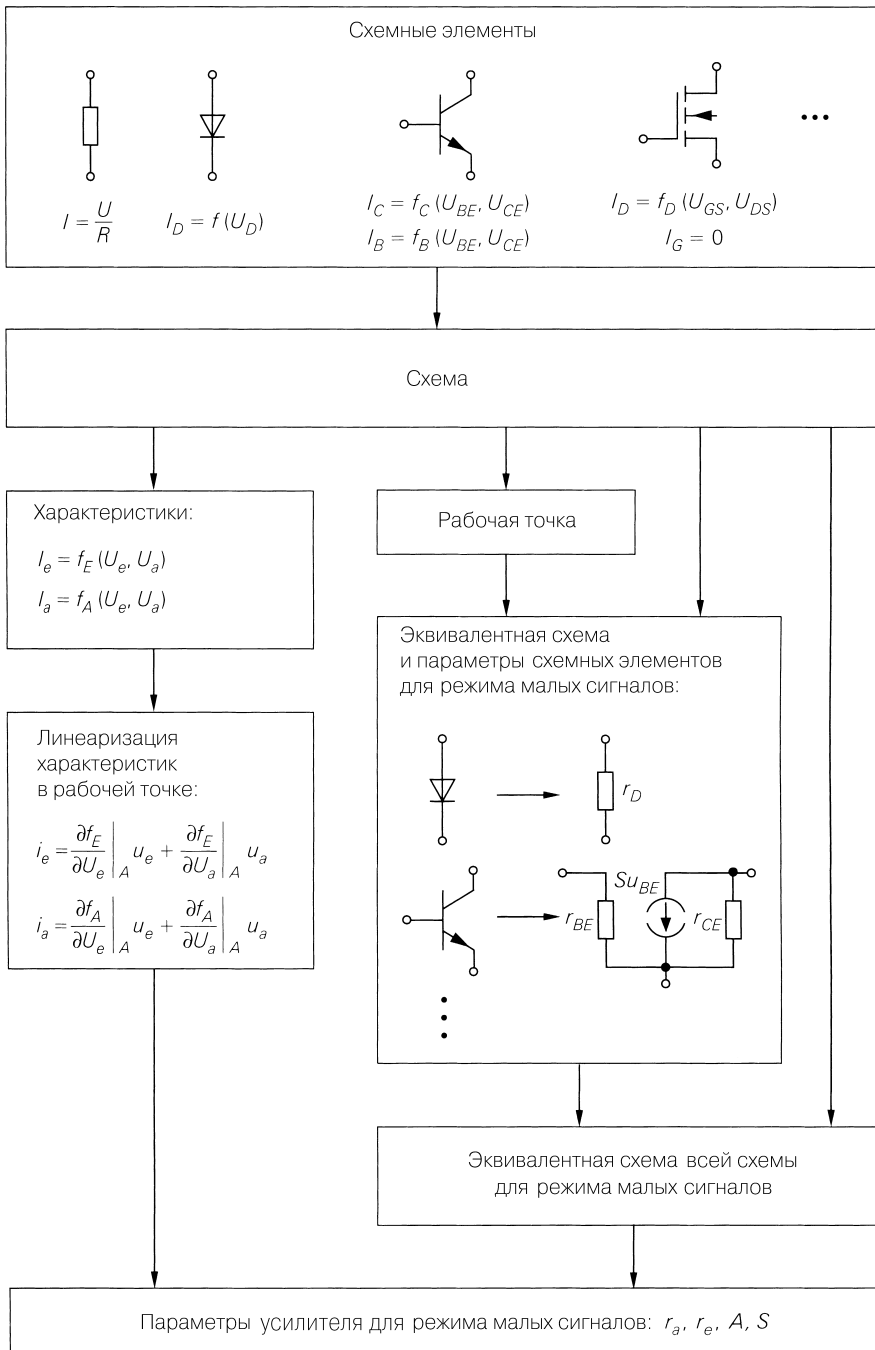 Схемные элементы
I = U/R
I_D = f (U_D)
I_C = f_C (U_BE, U_CE)
I_B = f_B (U_BE, U_CE)
I_D = f_D (U_GS, U_DS)
I_G = 0
Схема
Характеристики:
I_e = f_E (U_e, U_a)
I_a = f_A (U_e, U_a)
Линеаризация
характеристик
в рабочей точке:
i_e = ∂f_E/∂U_e |_A u_e + ∂f_E/∂U_a |_A u_a
i_a = ∂f_A/∂U_e |_A u_e + ∂f_A/∂U_a |_A u_a
Рабочая точка
Эквивалентная схема
и параметры схемных элементов
для режима малых сигналов:
r_D
Su_BE
r_BE
r_CE
Эквивалентная схема всей схемы
для режима малых сигналов
Параметры усилителя для режима малых сигналов: r_a, r_e, A, S